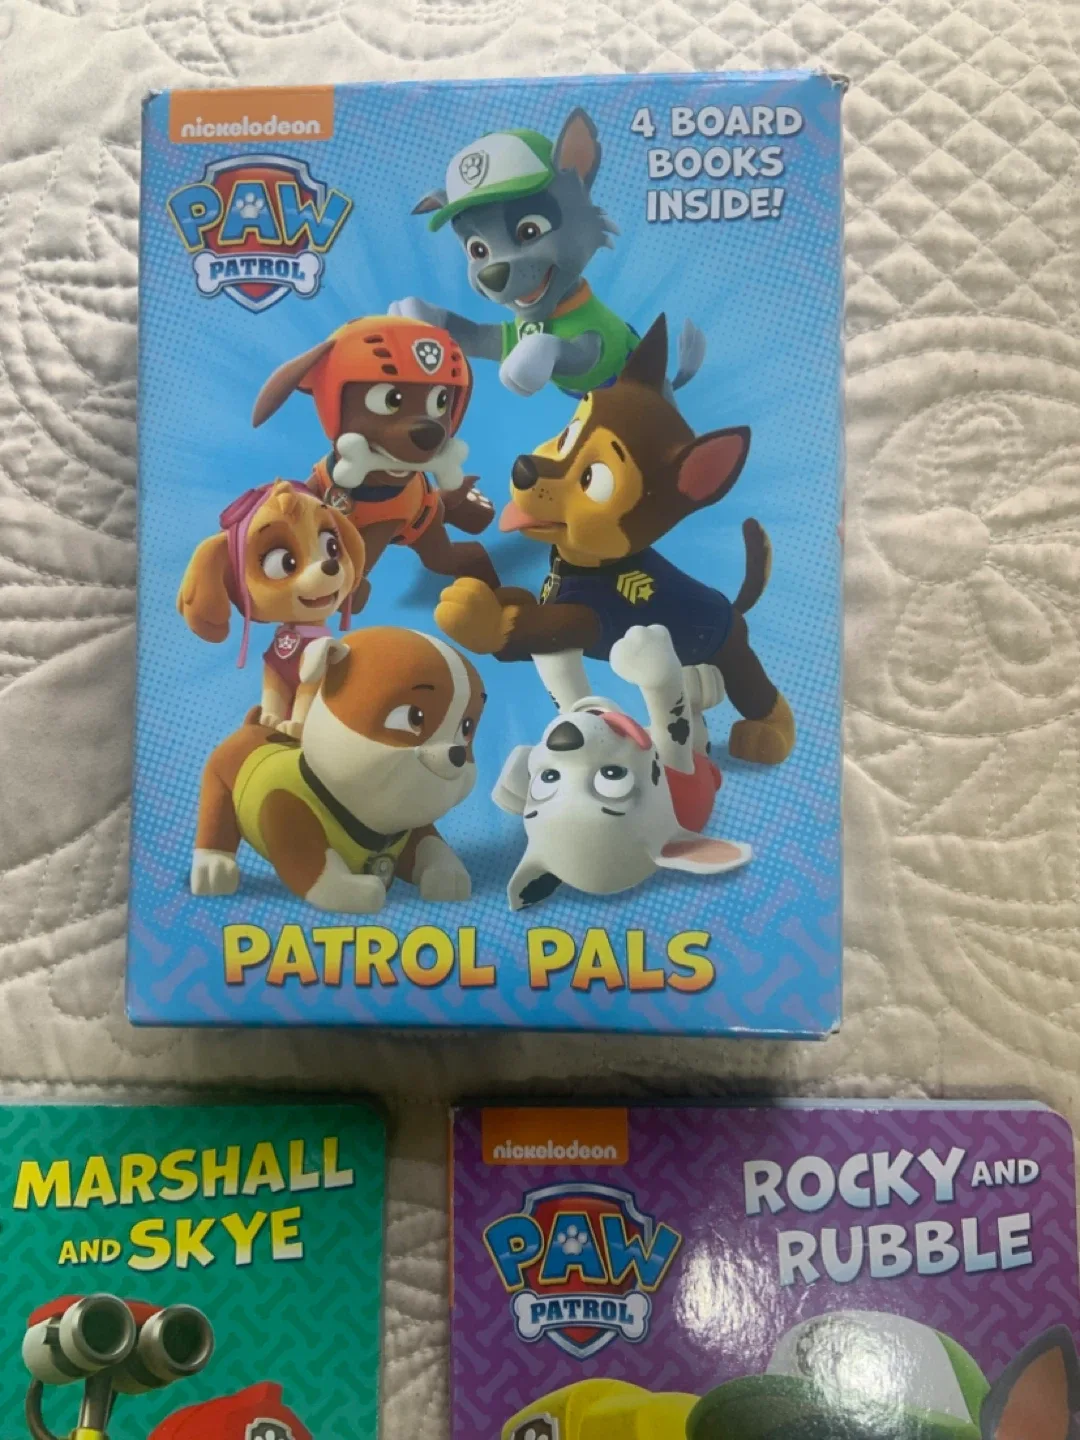 nickelodeon
4 BOARD
BOOKS
INSIDE!
PAW
PATROL
PATROL PALS
MARSHALL
AND SKYE
nickelodeon
PAW
PATROL
ROCKY AND
RUBBLE